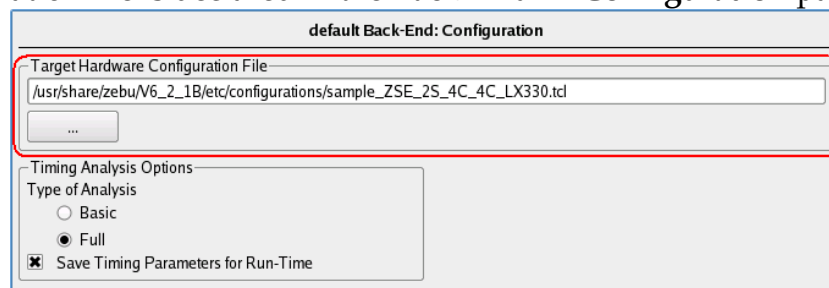 default Back-End: Configuration
Target Hardware Configuration File
/usr/share/zebu/V6_2_1B/etc/configurations/sample_ZSE_2S_4C_4C_LX330.tcl
...
Timing Analysis Options
Type of Analysis
Basic
Full
Save Timing Parameters for Run-Time